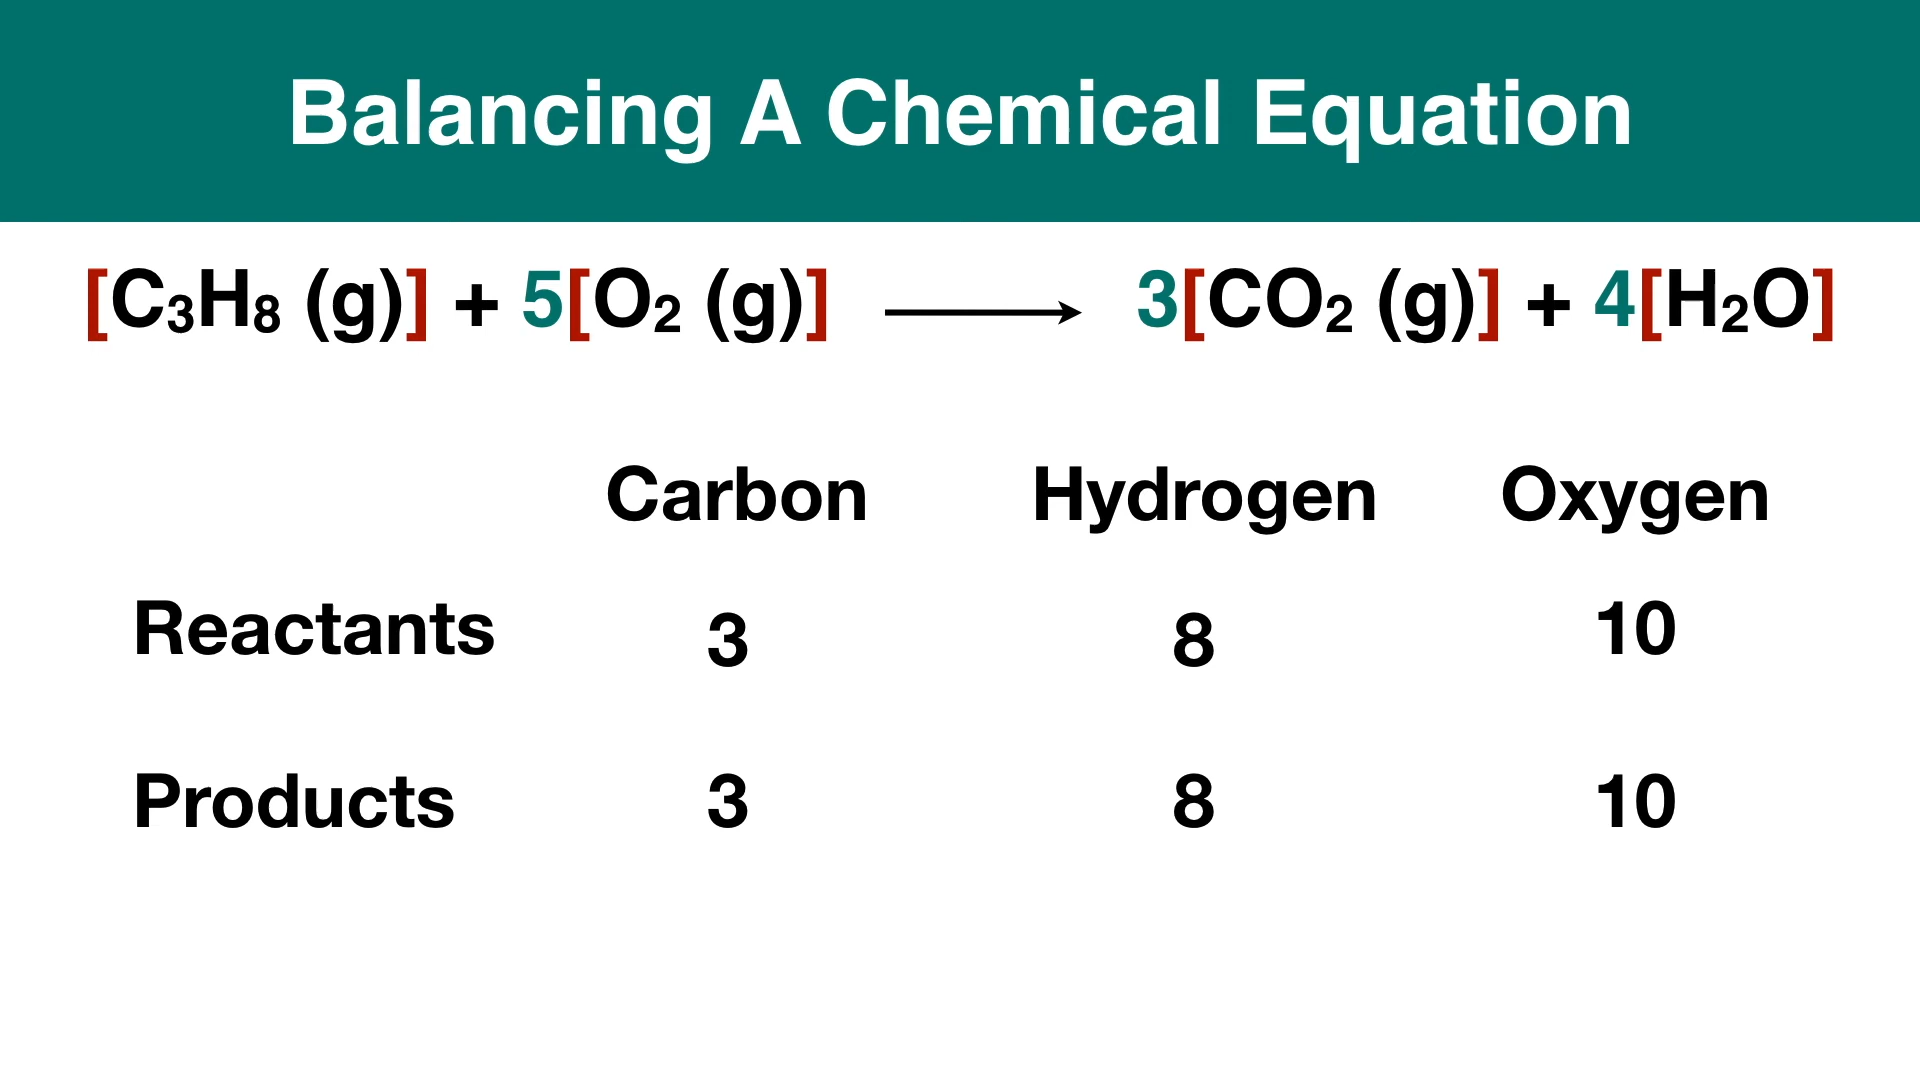 Balancing A Chemical Equation
[C₃H₈ (g)] + 5[O₂ (g)] ⟶ 3[CO₂ (g)] + 4[H₂O]
Carbon Hydrogen Oxygen
Reactants 3 8 10
Products 3 8 10